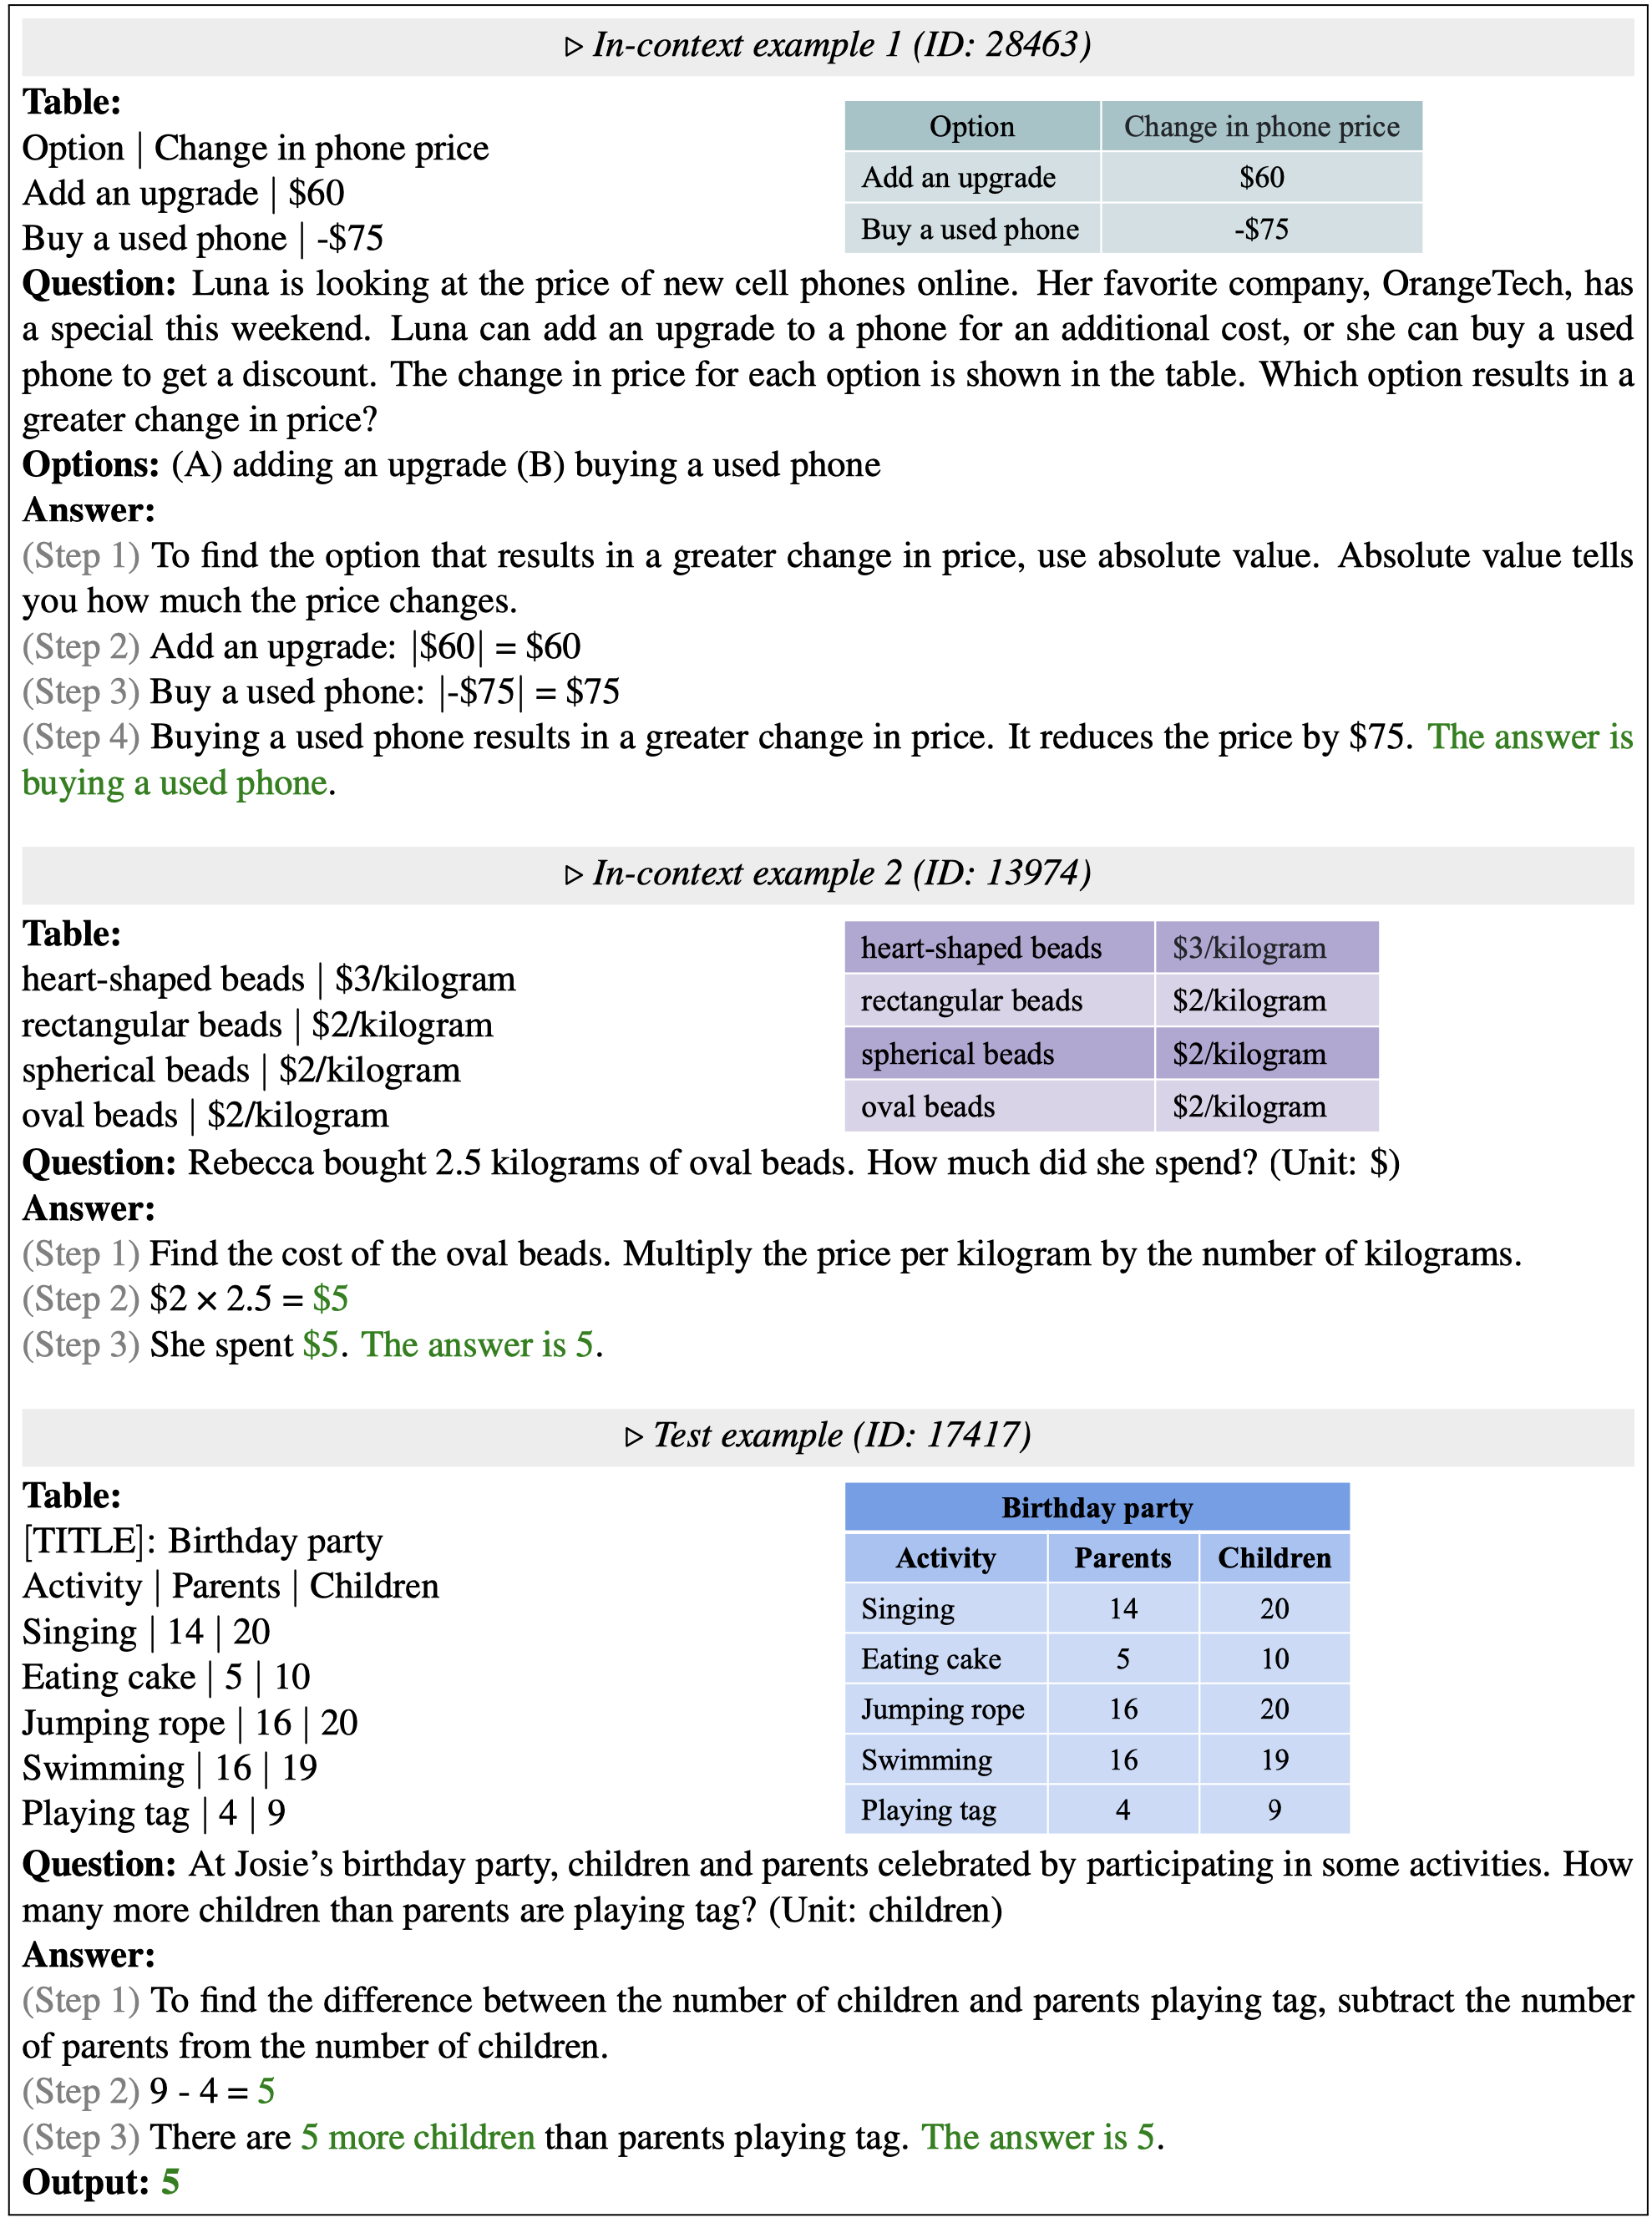 ▷ In-context example 1 (ID: 28463)
Table:
Option | Change in phone price
Add an upgrade | $60
Buy a used phone | -$75
Option Change in phone price
Add an upgrade $60
Buy a used phone -$75
Question: Luna is looking at the price of new cell phones online. Her favorite company, OrangeTech, has
a special this weekend. Luna can add an upgrade to a phone for an additional cost, or she can buy a used
phone to get a discount. The change in price for each option is shown in the table. Which option results in a
greater change in price?
Options: (A) adding an upgrade (B) buying a used phone
Answer:
(Step 1) To find the option that results in a greater change in price, use absolute value. Absolute value tells
you how much the price changes.
(Step 2) Add an upgrade: |$60| = $60
(Step 3) Buy a used phone: |-$75| = $75
(Step 4) Buying a used phone results in a greater change in price. It reduces the price by $75. The answer is
buying a used phone.
▷ In-context example 2 (ID: 13974)
Table:
heart-shaped beads | $3/kilogram
rectangular beads | $2/kilogram
spherical beads | $2/kilogram
oval beads | $2/kilogram
heart-shaped beads $3/kilogram
rectangular beads $2/kilogram
spherical beads $2/kilogram
oval beads $2/kilogram
Question: Rebecca bought 2.5 kilograms of oval beads. How much did she spend? (Unit: $)
Answer:
(Step 1) Find the cost of the oval beads. Multiply the price per kilogram by the number of kilograms.
(Step 2) $2 × 2.5 = $5
(Step 3) She spent $5. The answer is 5.
▷ Test example (ID: 17417)
Table:
[TITLE]: Birthday party
Activity | Parents | Children
Singing | 14 | 20
Eating cake | 5 | 10
Jumping rope | 16 | 20
Swimming | 16 | 19
Playing tag | 4 | 9
Birthday party
Activity Parents Children
Singing 14 20
Eating cake 5 10
Jumping rope 16 20
Swimming 16 19
Playing tag 4 9
Question: At Josie's birthday party, children and parents celebrated by participating in some activities. How
many more children than parents are playing tag? (Unit: children)
Answer:
(Step 1) To find the difference between the number of children and parents playing tag, subtract the number
of parents from the number of children.
(Step 2) 9 - 4 = 5
(Step 3) There are 5 more children than parents playing tag. The answer is 5.
Output: 5